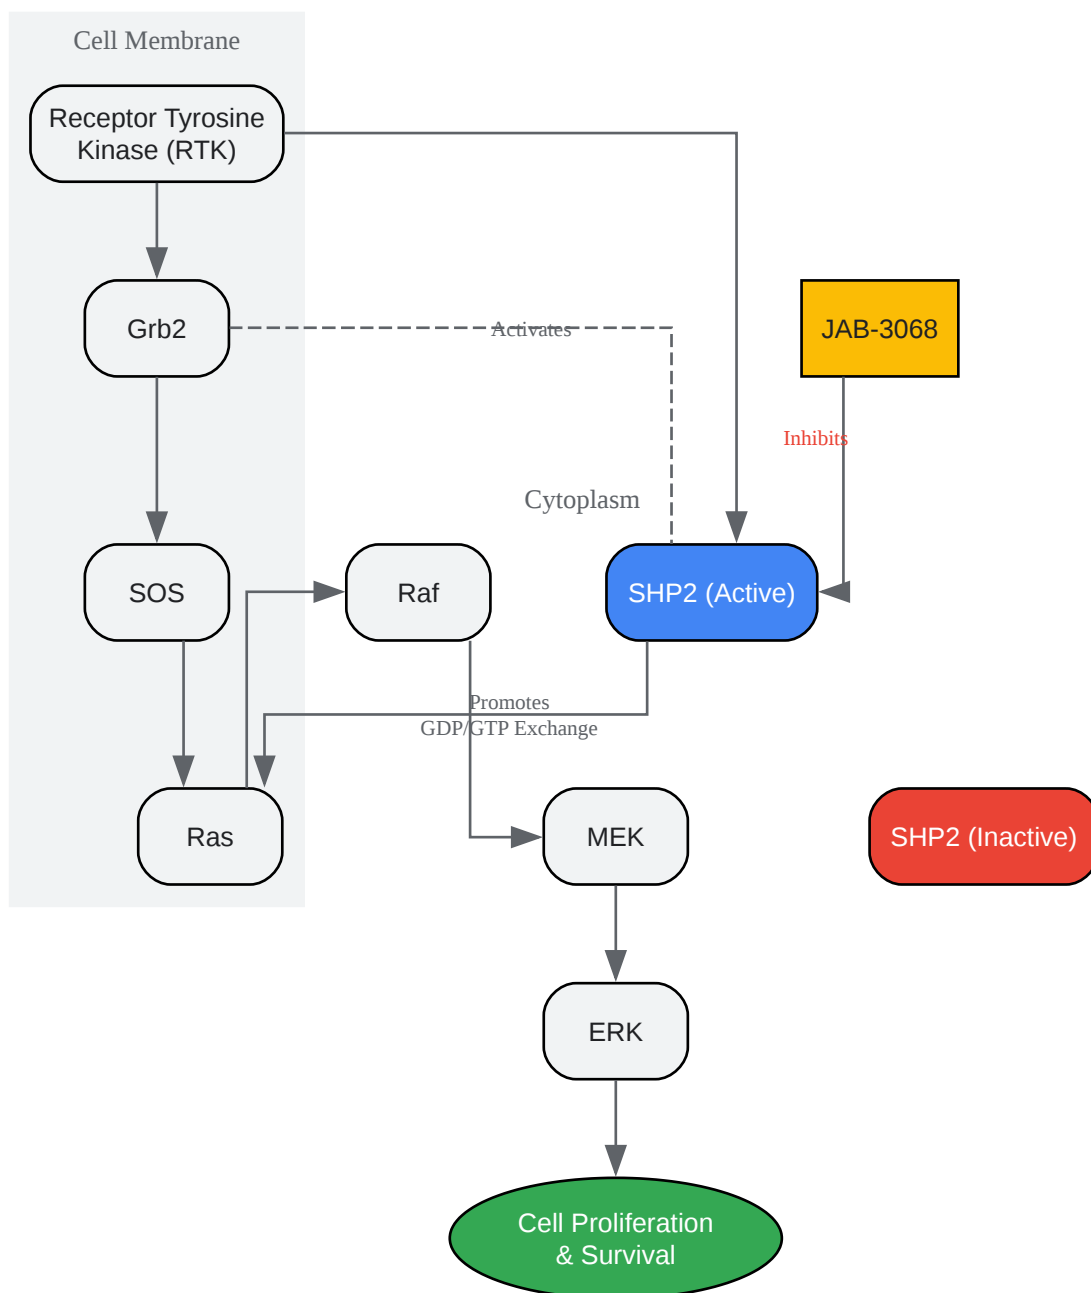 Cell Membrane
Receptor Tyrosine
Kinase (RTK)
Grb2
Activates
JAB-3068
Inhibits
Cytoplasm
SOS
Raf
SHP2 (Active)
Promotes
GDP/GTP Exchange
Ras
MEK
SHP2 (Inactive)
ERK
Cell Proliferation
& Survival